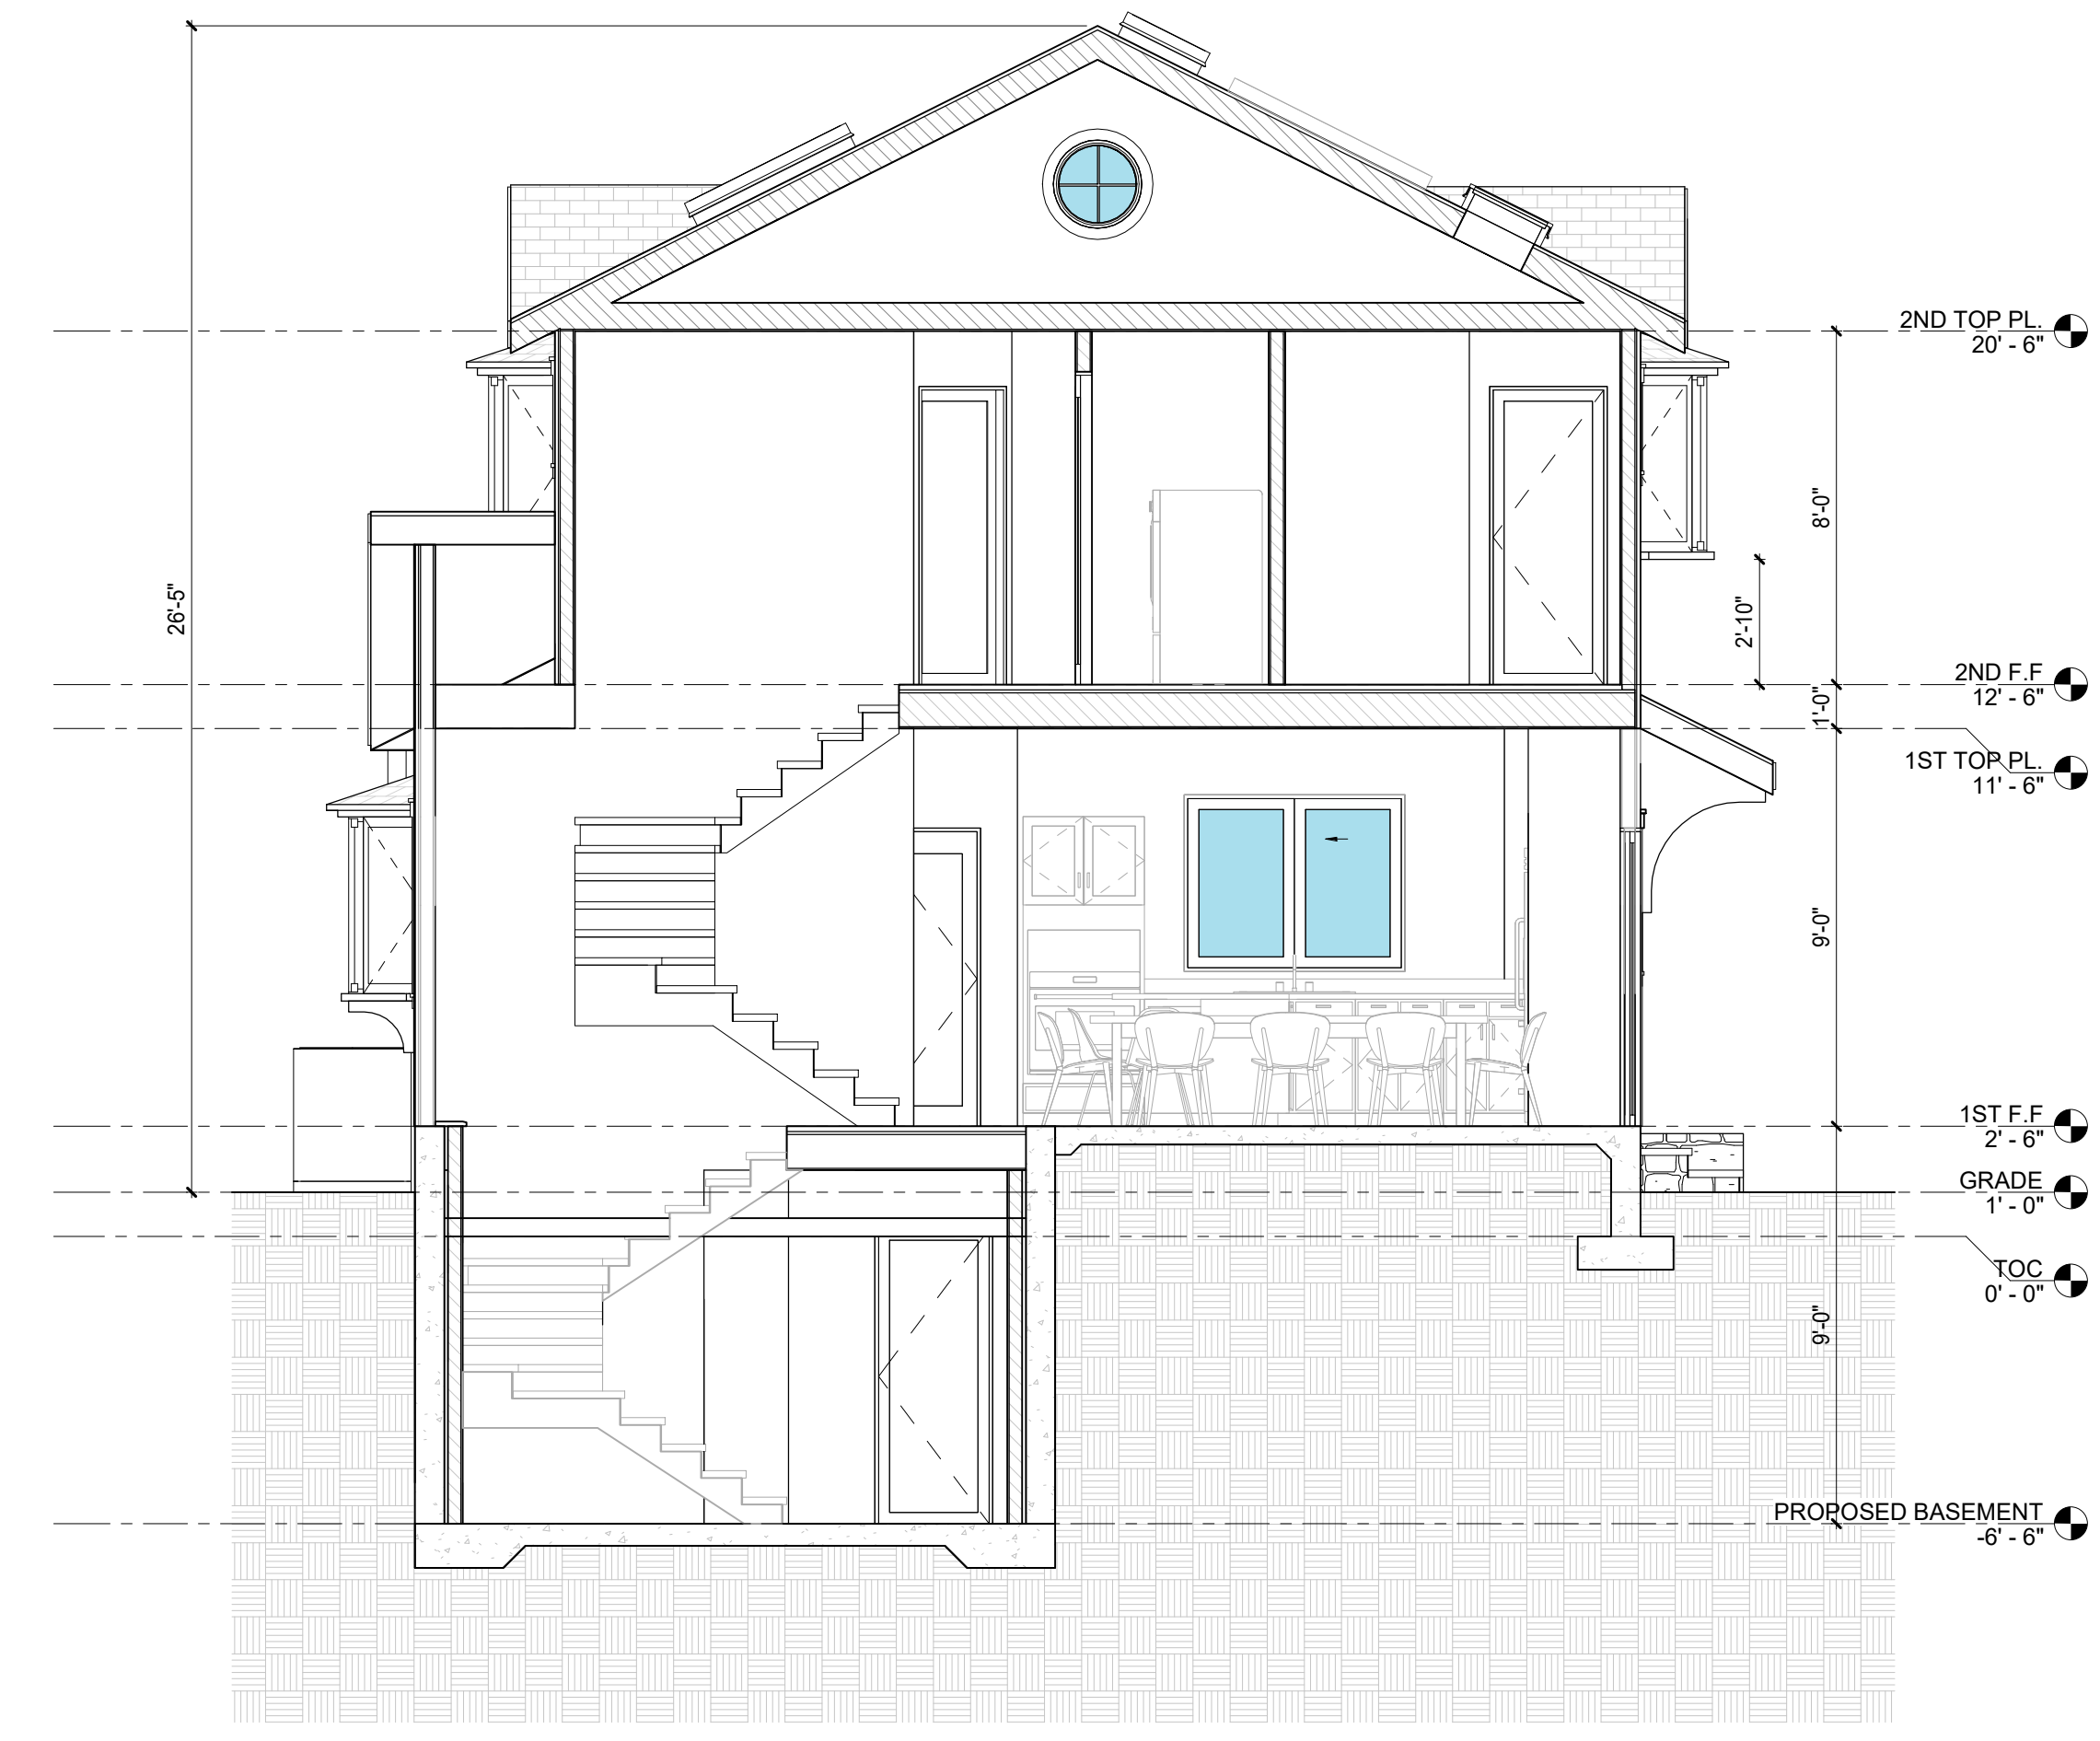 2ND TOP PL.
20' - 6"
8'-0"
26'-5"
2'-10"
2ND F.F
12' - 6"
1'-0"
1ST TOP PL.
11' - 6"
9'-0"
1ST F.F
2' - 6"
GRADE
1' - 0"
TOC
0' - 0"
9'-0"
PROPOSED BASEMENT
-6' - 6"